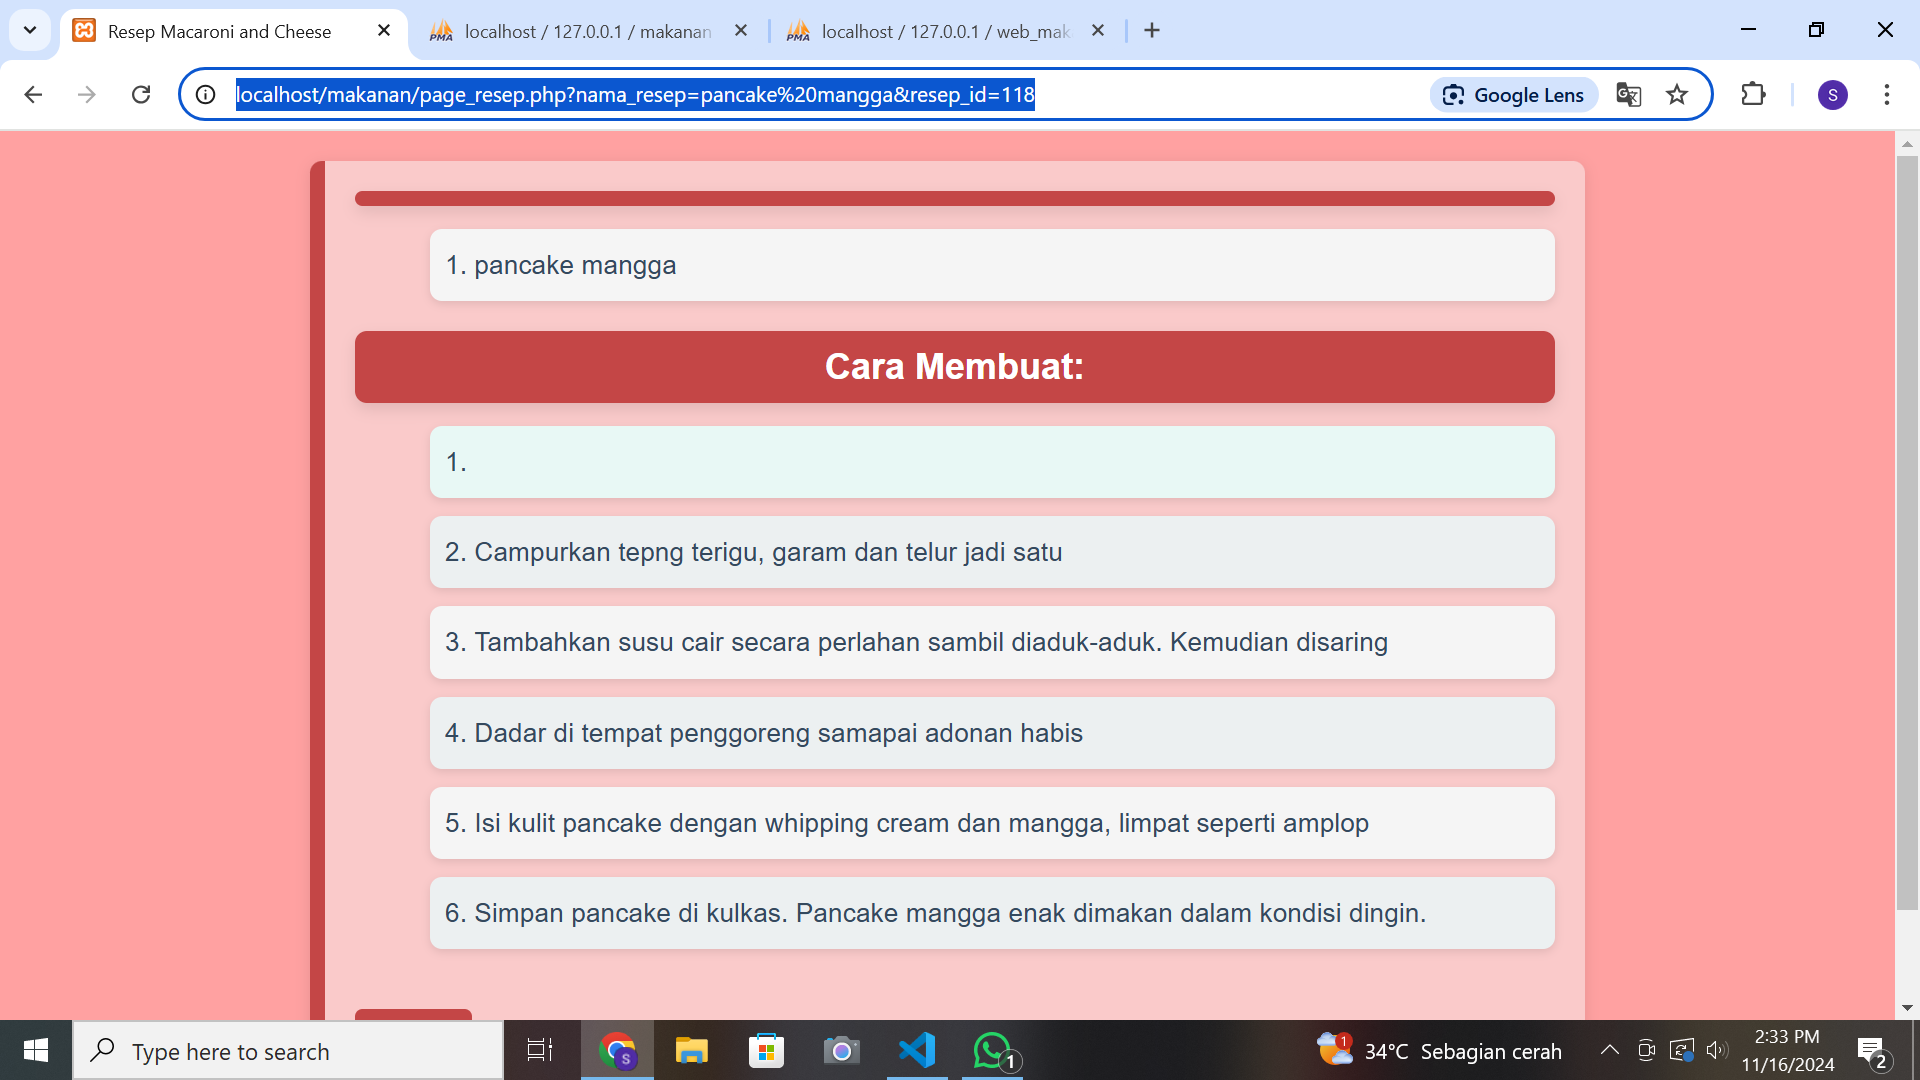 Resep Macaroni and Cheese
localhost / 127.0.0.1 / makanan
localhost / 127.0.0.1 / web_mak
localhost/makanan/page_resep.php?nama_resep=pancake%20mangga&resep_id=118
Google Lens
S
1. pancake mangga
Cara Membuat:
1.
2. Campurkan tepng terigu, garam dan telur jadi satu
3. Tambahkan susu cair secara perlahan sambil diaduk-aduk. Kemudian disaring
4. Dadar di tempat penggoreng samapai adonan habis
5. Isi kulit pancake dengan whipping cream dan mangga, limpat seperti amplop
6. Simpan pancake di kulkas. Pancake mangga enak dimakan dalam kondisi dingin.
Type here to search
S
1
1
34°C Sebagian cerah
2:33 PM
11/16/2024
2